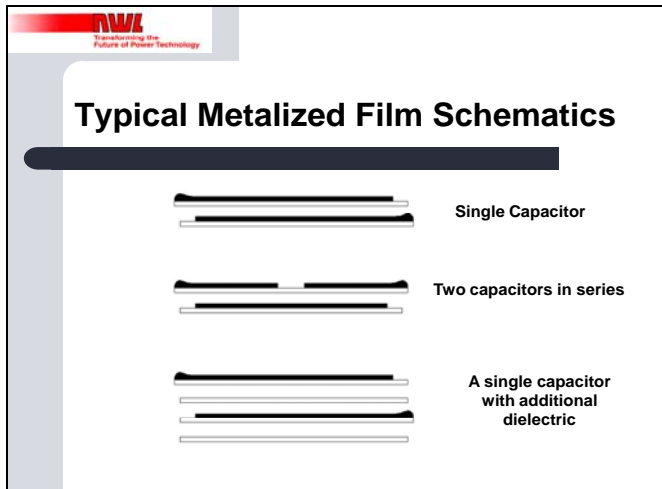 NWL
Transforming the
Future of Power Technology
Typical Metalized Film Schematics
Single Capacitor
Two capacitors in series
A single capacitor
with additional
dielectric